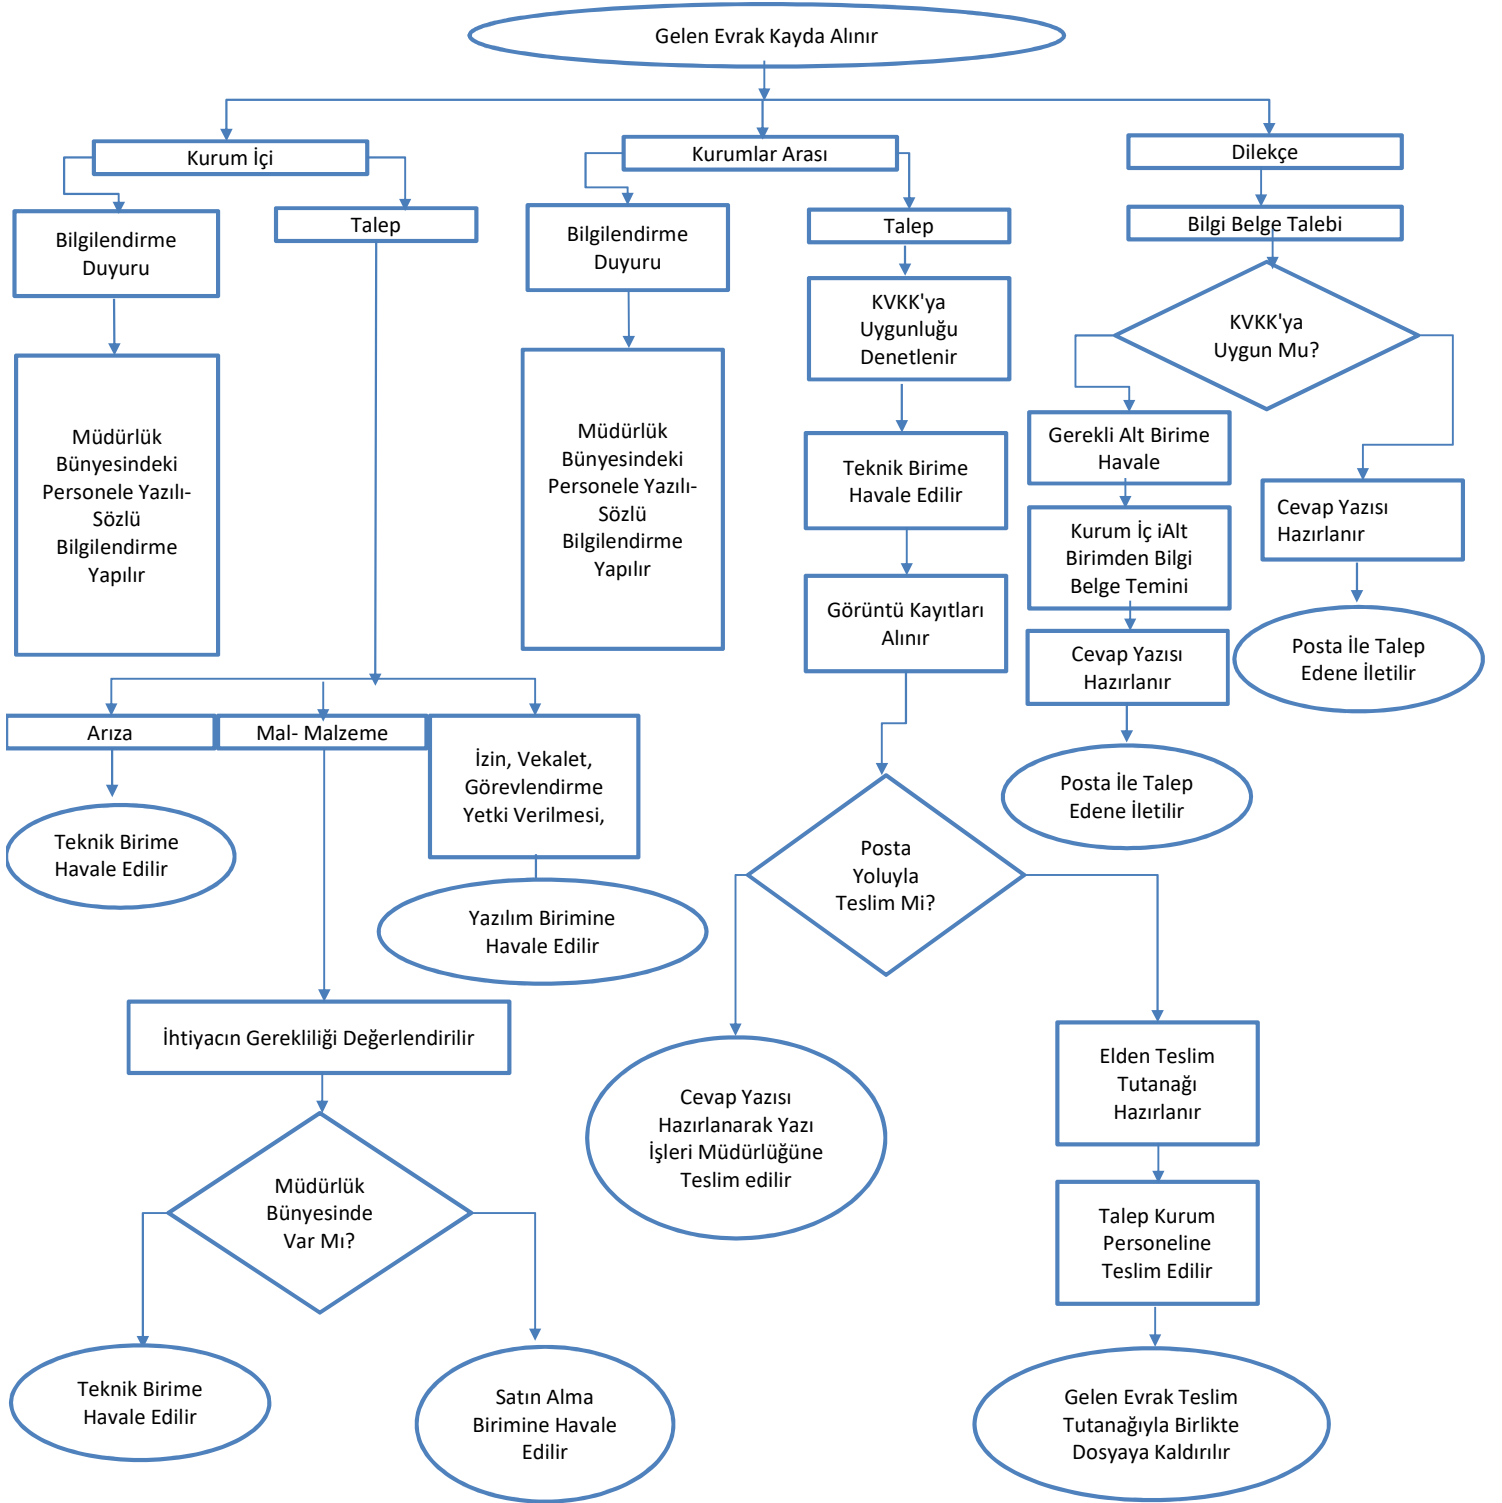 Gelen Evrak Kayda Alınır
Kurum İçi
Kurumlar Arası
Dilekçe
Bilgilendirme
Duyuru
Talep
Bilgilendirme
Duyuru
Talep
Bilgi Belge Talebi
KVKK'ya
Uygunluğu
Denetlenir
KVKK'ya
Uygun Mu?
Müdürlük
Bünyesindeki
Personele Yazılı-
Sözlü
Bilgilendirme
Yapılır
Müdürlük
Bünyesindeki
Personele Yazılı-
Sözlü
Bilgilendirme
Yapılır
Teknik Birime
Havale Edilir
Gerekli Alt Birime
Havale
Cevap Yazısı
Hazırlanır
Kurum İç iAlt
Birimden Bilgi
Belge Temini
Görüntü Kayıtları
Alınır
Cevap Yazısı
Hazırlanır
Posta İle Talep
Edene İletilir
Arıza
Mal- Malzeme
İzin, Vekalet,
Görevlendirme
Yetki Verilmesi,
Posta İle Talep
Edene İletilir
Teknik Birime
Havale Edilir
Yazılım Birimine
Havale Edilir
Posta
Yoluyla
Teslim Mi?
İhtiyacın Gerekliliği Değerlendirilir
Cevap Yazısı
Hazırlanarak Yazı
İşleri Müdürlüğüne
Teslim edilir
Elden Teslim
Tutanağı
Hazırlanır
Müdürlük
Bünyesinde
Var Mı?
Talep Kurum
Personeline
Teslim Edilir
Teknik Birime
Havale Edilir
Satın Alma
Birimine Havale
Edilir
Gelen Evrak Teslim
Tutanağıyla Birlikte
Dosyaya Kaldırılır